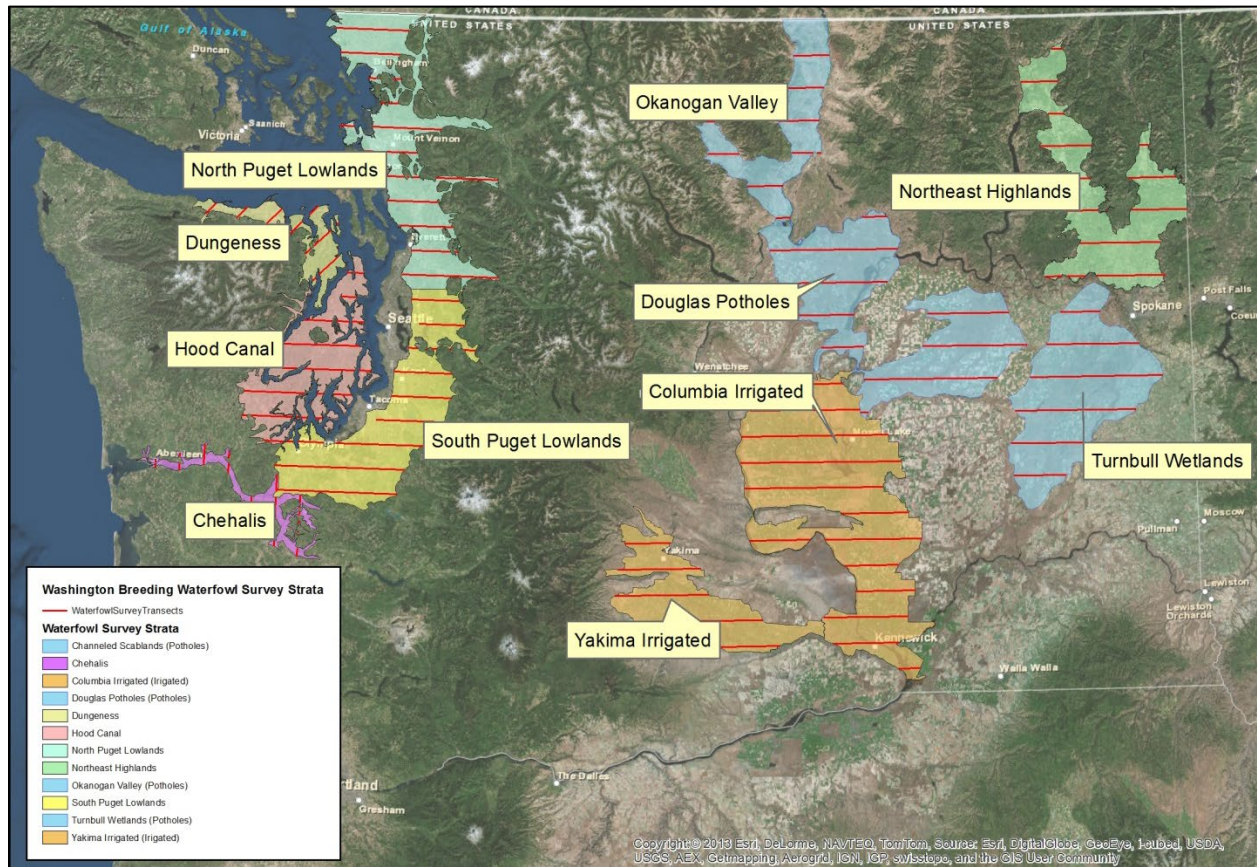 CANADA
UNITED STATES
CANADA
UNITED STATES
Gulf of Alaska
Duncan
Bellingham
Okanogan Valley
Saanich
Victoria
Mount Vernon
North Puget Lowlands
Northeast Highlands
Dungeness
Everett
Douglas Potholes
Post Falls
Spokane
Seattle
Hood Canal
Wenatchee
Columbia Irrigated
Tacoma
South Puget Lowlands
Moses Lake
Olympia
Aberdeen
Turnbull Wetlands
Chehalis
Moscow
Pullman
Yakima
Lewiston
Lewiston
Orchards
Yakima Irrigated
Kennewick
Walla Walla
Washington Breeding Waterfowl Survey Strata
WaterfowlSurveyTransects
Waterfowl Survey Strata
Channeled Scablands (Potholes)
Chehalis
Columbia Irrigated (Irigated)
Douglas Potholes (Potholes)
Dungeness
Hood Canal
North Puget Lowlands
Northeast Highlands
Okanogan Valley (Potholes)
South Puget Lowlands
Turnbull Wetlands (Potholes)
Yakima Irrigated (Irigated)
The Dalles
Gresham
Copyright:© 2013 Esri, DeLorme, NAVTEQ, TomTom, Source: Esri, DigitalGlobe, GeoEye, i-cubed, USDA,
USGS, AEX, Getmapping, Aerogrid, IGN, IGP, swisstopo, and the GIS User Community